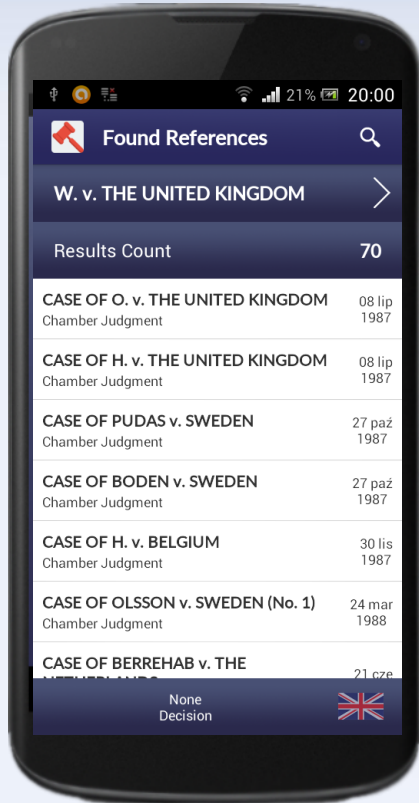 21% 20:00
Found References
W. v. THE UNITED KINGDOM
Results Count 70
CASE OF O. v. THE UNITED KINGDOM 08 lip
Chamber Judgment 1987
CASE OF H. v. THE UNITED KINGDOM 08 lip
Chamber Judgment 1987
CASE OF PUDAS v. SWEDEN 27 paź
Chamber Judgment 1987
CASE OF BODEN v. SWEDEN 27 paź
Chamber Judgment 1987
CASE OF H. v. BELGIUM 30 lis
Chamber Judgment 1987
CASE OF OLSSON v. SWEDEN (No. 1) 24 mar
Chamber Judgment 1988
CASE OF BERREHAB v. THE
NETHERLANDS 21 cze
None
Decision